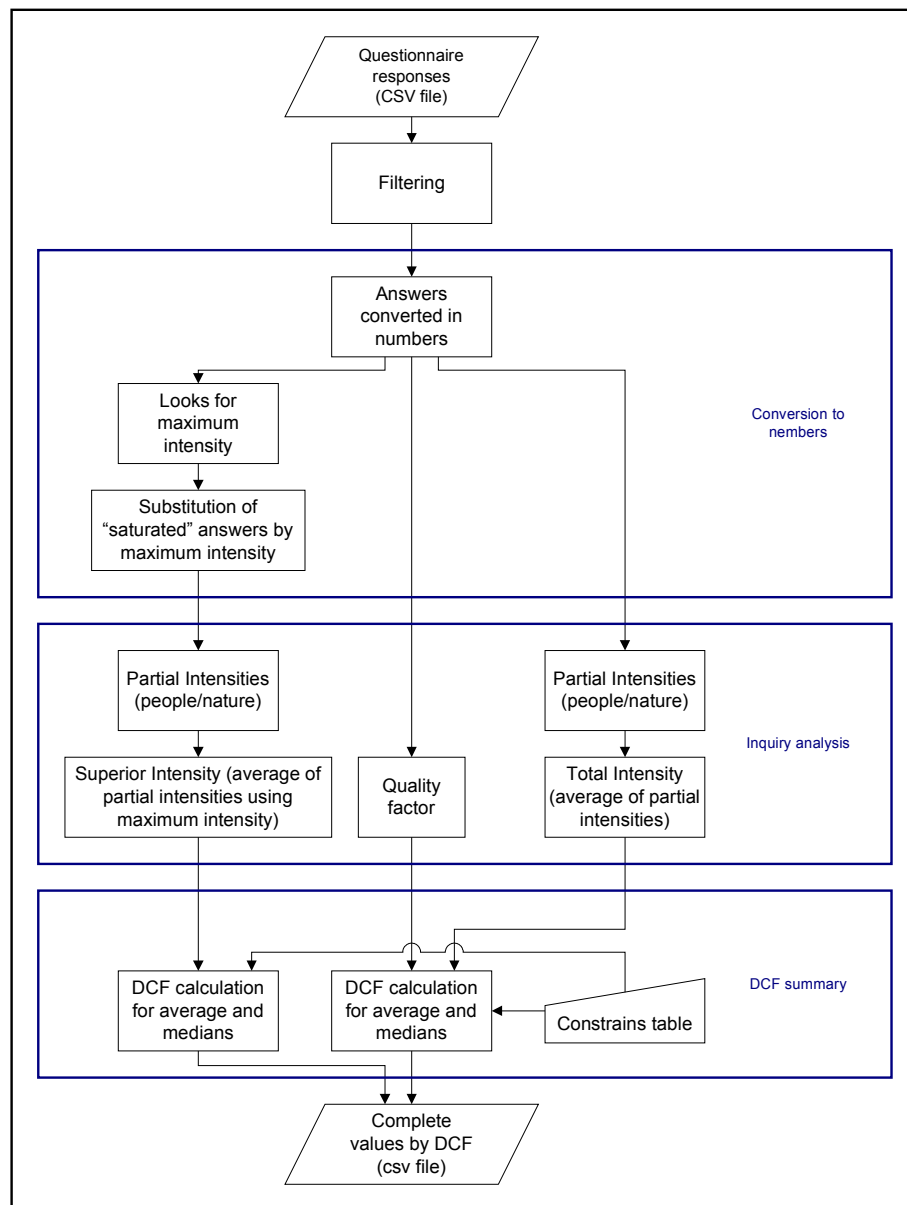 Questionnaire
responses
(CSV file)
Filtering
Answers
converted in
numbers
Looks for
maximum
intensity
Conversion to
nembers
Substitution of
“saturated” answers by
maximum intensity
Partial Intensities
(people/nature)
Partial Intensities
(people/nature)
Inquiry analysis
Superior Intensity (average of
partial intensities using
maximum intensity)
Quality
factor
Total Intensity
(average of partial
intensities)
DCF calculation
for average and
medians
DCF calculation
for average and
medians
Constrains table
DCF summary
Complete
values by DCF
(csv file)